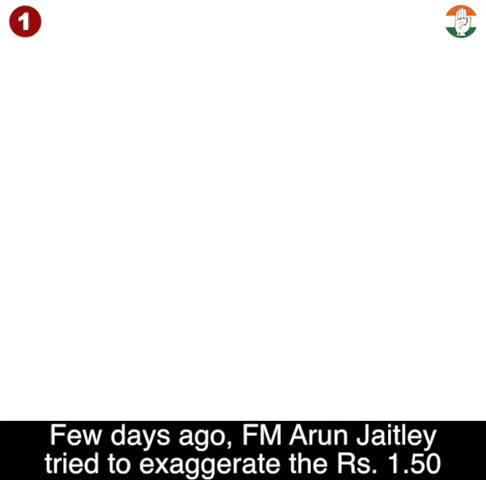 1
Few days ago, FM Arun Jaitley
tried to exaggerate the Rs. 1.50